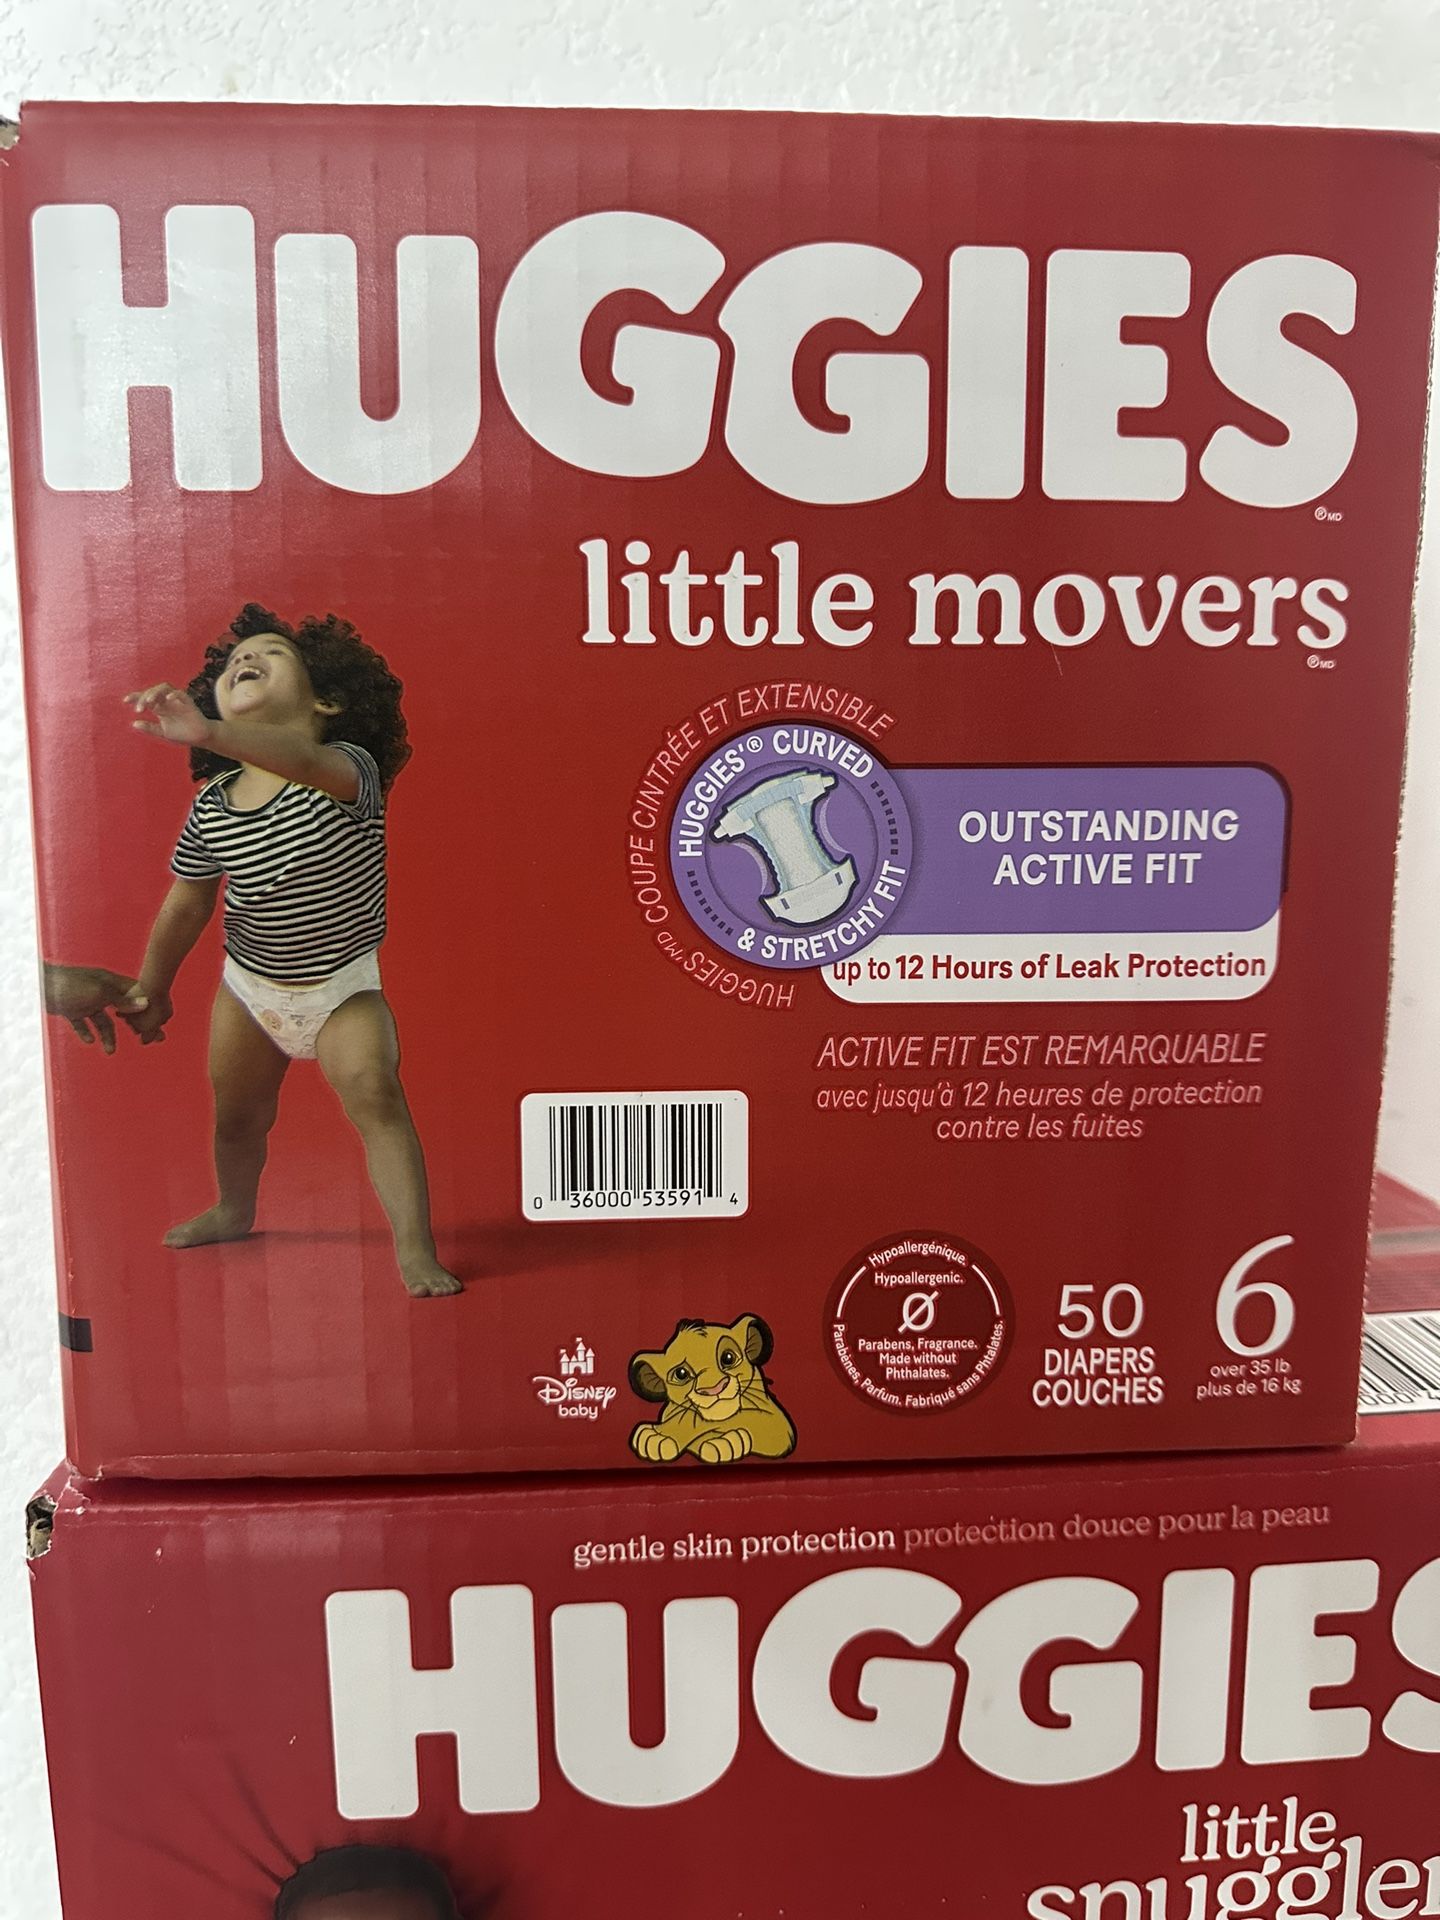 HUGGIES
®MD
little movers
®MD
HUGGIES'MD COUPE CINTRÉE ET EXTENSIBLE
HUGGIES'® CURVED
& STRETCHY FIT
OUTSTANDING
ACTIVE FIT
up to 12 Hours of Leak Protection
ACTIVE FIT EST REMARQUABLE
avec jusqu'à 12 heures de protection
contre les fuites
0 36000 53591 4
Hypoallergénique.
Hypoallergenic.
Parabens, Fragrance.
Made without
Phthalates.
Parabènes, Parfum. Fabriqué sans Phtalates.
50
DIAPERS
COUCHES
6
over 35 lb
plus de 16 kg
Disney
baby
gentle skin protection protection douce pour la peau
HUGGIES
little
snuggler